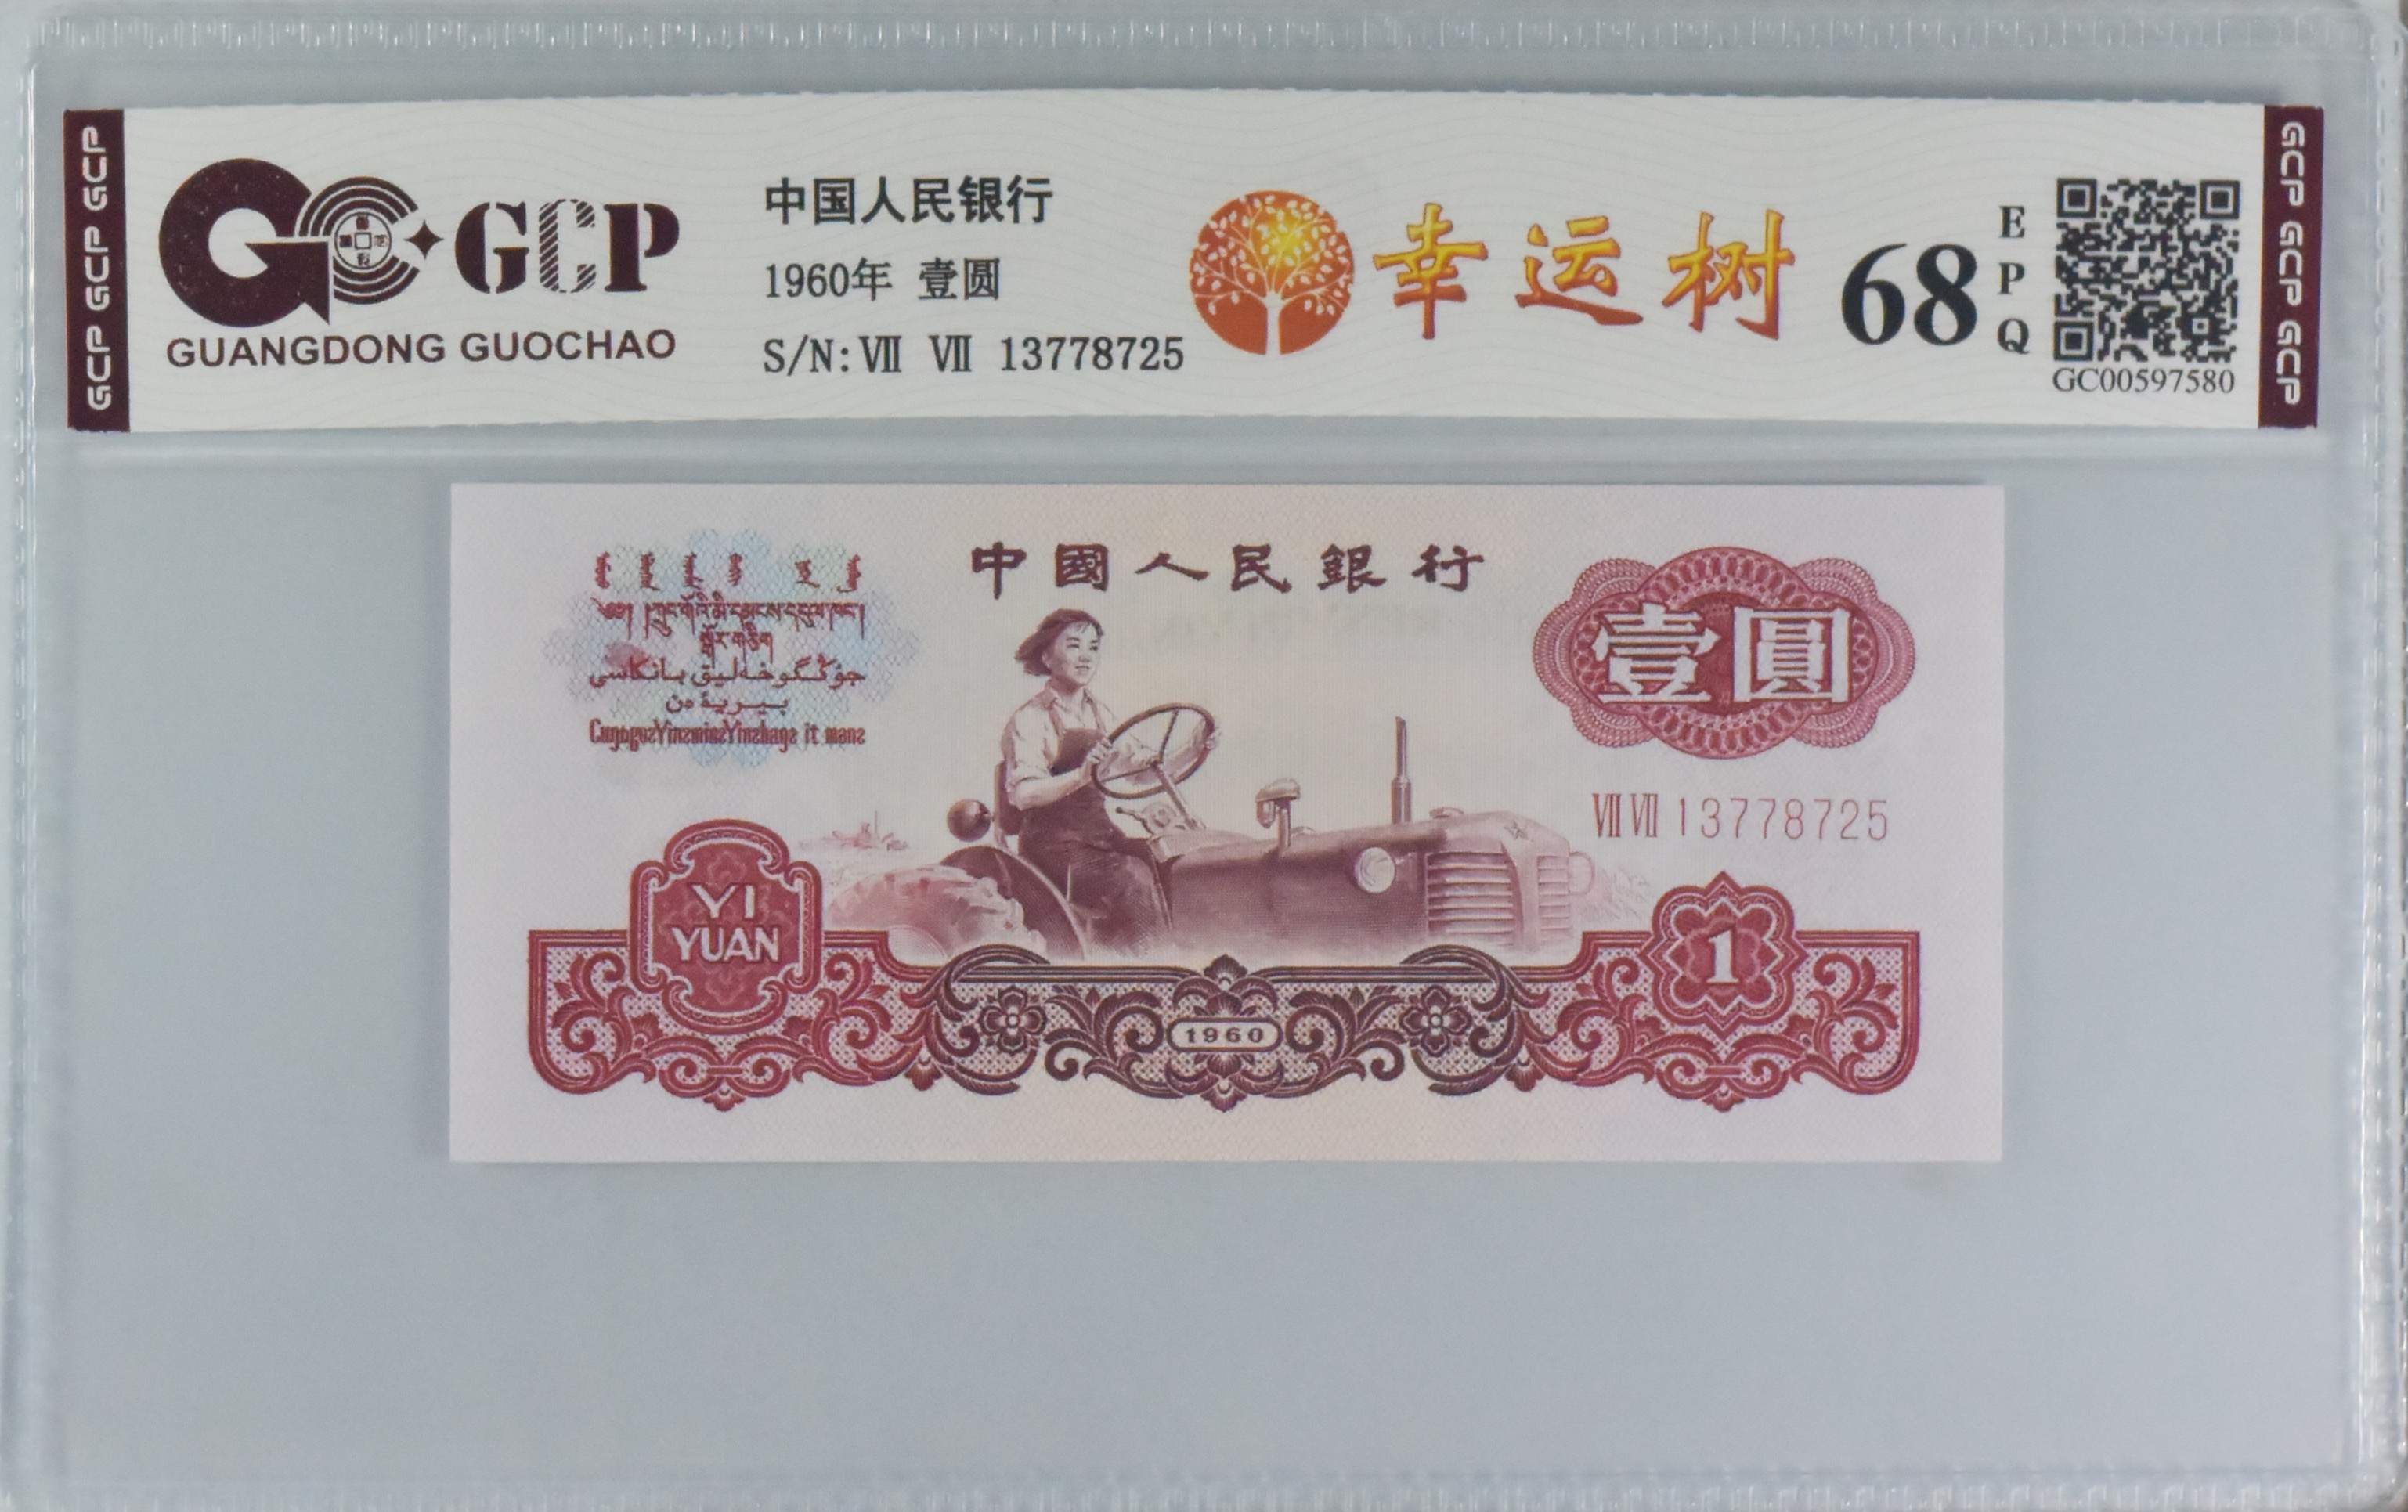 GCP GCP GCP
GCP
GUANGDONG GUOCHAO
中国人民银行
1960年 壹圆
S/N: Ⅶ Ⅶ 13778725
幸运树
68
E
P
Q
GC00597580
GCP GCP GCP
中國人民銀行
壹圓
ⅦⅦ 13778725
YI
YUAN
1
1960